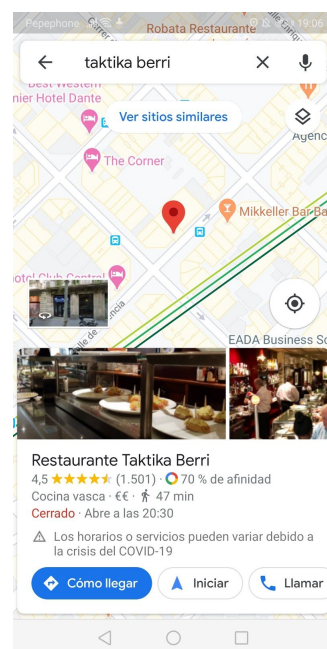 Pepephone
19:06
Robata Restaurante
taktika berri
Best Western
nier Hotel Dante
Ver sitios similares
Agenc
The Corner
Mikkeller Bar Ba
otel Club Central
EADA Business Sc
Restaurante Taktika Berri
4,5 (1.501) · 70 % de afinidad
Cocina vasca · €€ · 47 min
Cerrado · Abre a las 20:30
Los horarios o servicios pueden variar debido a
la crisis del COVID-19
Cómo llegar
Iniciar
Llamar